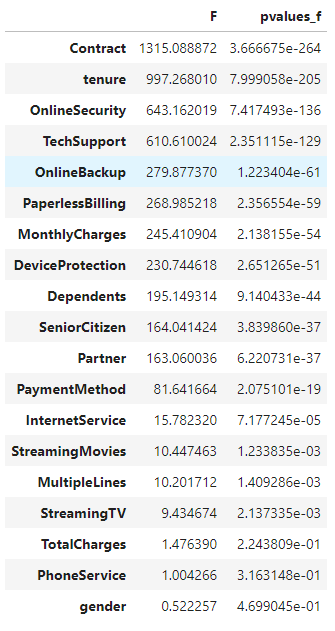 F pvalues_f
Contract 1315.088872 3.666675e-264
tenure 997.268010 7.999058e-205
OnlineSecurity 643.162019 7.417493e-136
TechSupport 610.610024 2.351115e-129
OnlineBackup 279.877370 1.223404e-61
PaperlessBilling 268.985218 2.356554e-59
MonthlyCharges 245.410904 2.138155e-54
DeviceProtection 230.744618 2.651265e-51
Dependents 195.149314 9.140433e-44
SeniorCitizen 164.041424 3.839860e-37
Partner 163.060036 6.220731e-37
PaymentMethod 81.641664 2.075101e-19
InternetService 15.782320 7.177245e-05
StreamingMovies 10.447463 1.233835e-03
MultipleLines 10.201712 1.409286e-03
StreamingTV 9.434674 2.137335e-03
TotalCharges 1.476390 2.243809e-01
PhoneService 1.004266 3.163148e-01
gender 0.522257 4.699045e-01